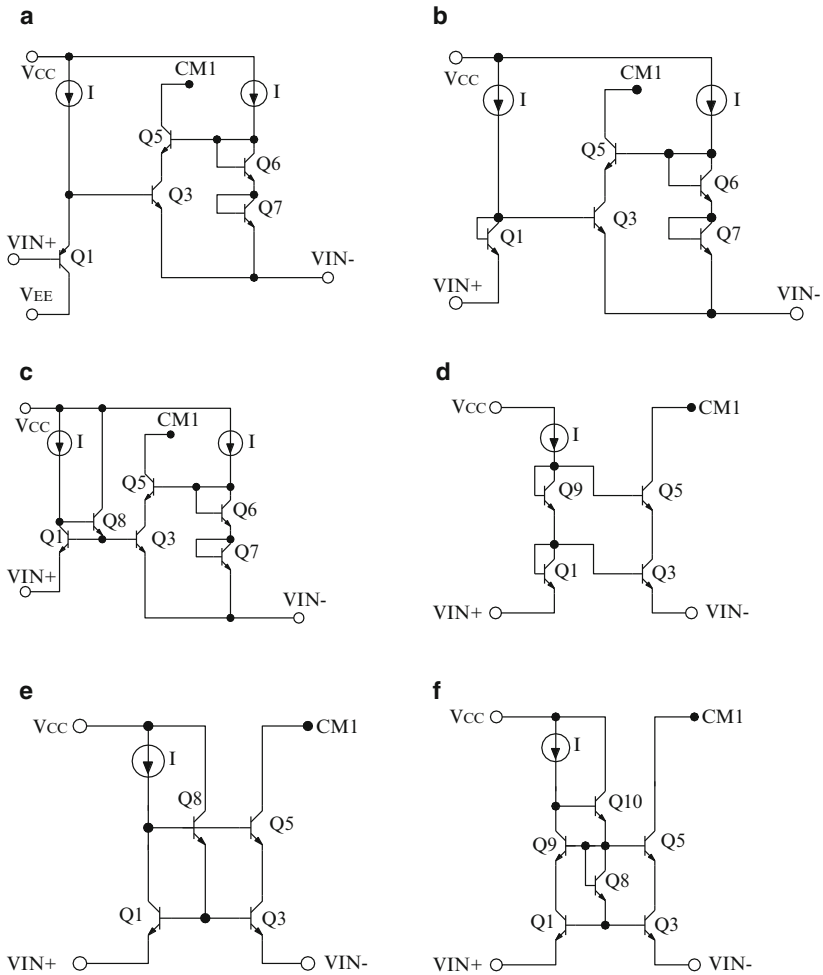 a
VCC
I
CM1
I
Q5
Q6
Q3
Q7
VIN+
Q1
VIN-
VEE
b
VCC
I
CM1
I
Q5
Q6
Q3
Q7
Q1
VIN+
VIN-
c
VCC
I
CM1
I
Q5
Q6
Q8
Q1
Q3
Q7
VIN+
VIN-
d
VCC
CM1
I
Q9
Q5
Q1
Q3
VIN+
VIN-
e
VCC
CM1
I
Q8
Q5
Q1
Q3
VIN+
VIN-
f
VCC
CM1
I
Q10
Q9
Q5
Q8
Q1
Q3
VIN+
VIN-